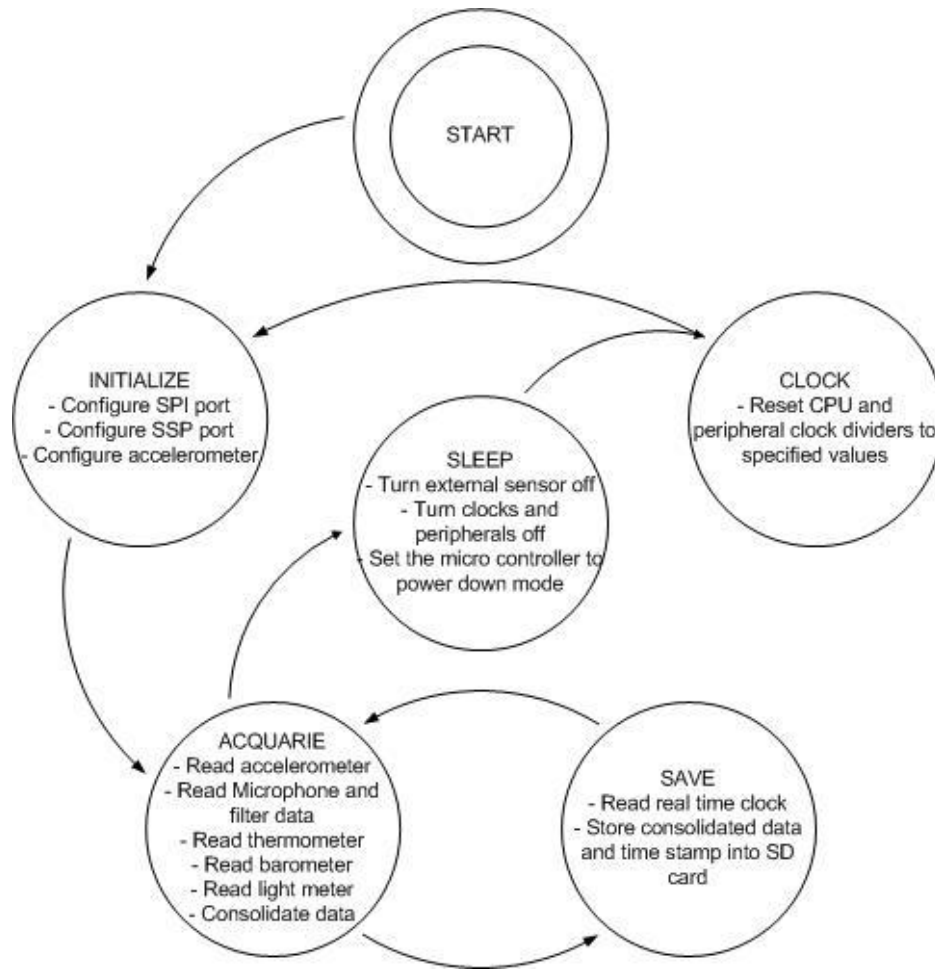 START
INITIALIZE
- Configure SPI port
- Configure SSP port
- Configure accelerometer
CLOCK
- Reset CPU and
peripheral clock dividers to
specified values
SLEEP
- Turn external sensor off
- Turn clocks and
peripherals off
- Set the micro controller to
power down mode
ACQUARIE
- Read accelerometer
- Read Microphone and
filter data
- Read thermometer
- Read barometer
- Read light meter
- Consolidate data
SAVE
- Read real time clock
- Store consolidated data
and time stamp into SD
card